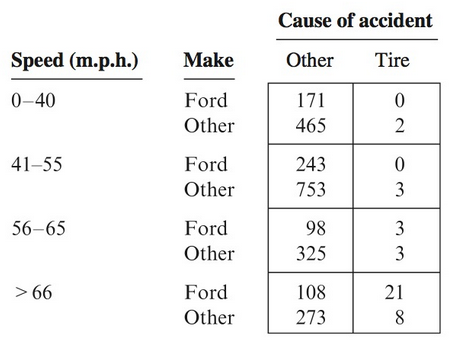 Cause of accident
Speed (m.p.h.) Make Other Tire
0–40 Ford 171 0
Other 465 2
41–55 Ford 243 0
Other 753 3
56–65 Ford 98 3
Other 325 3
> 66 Ford 108 21
Other 273 8